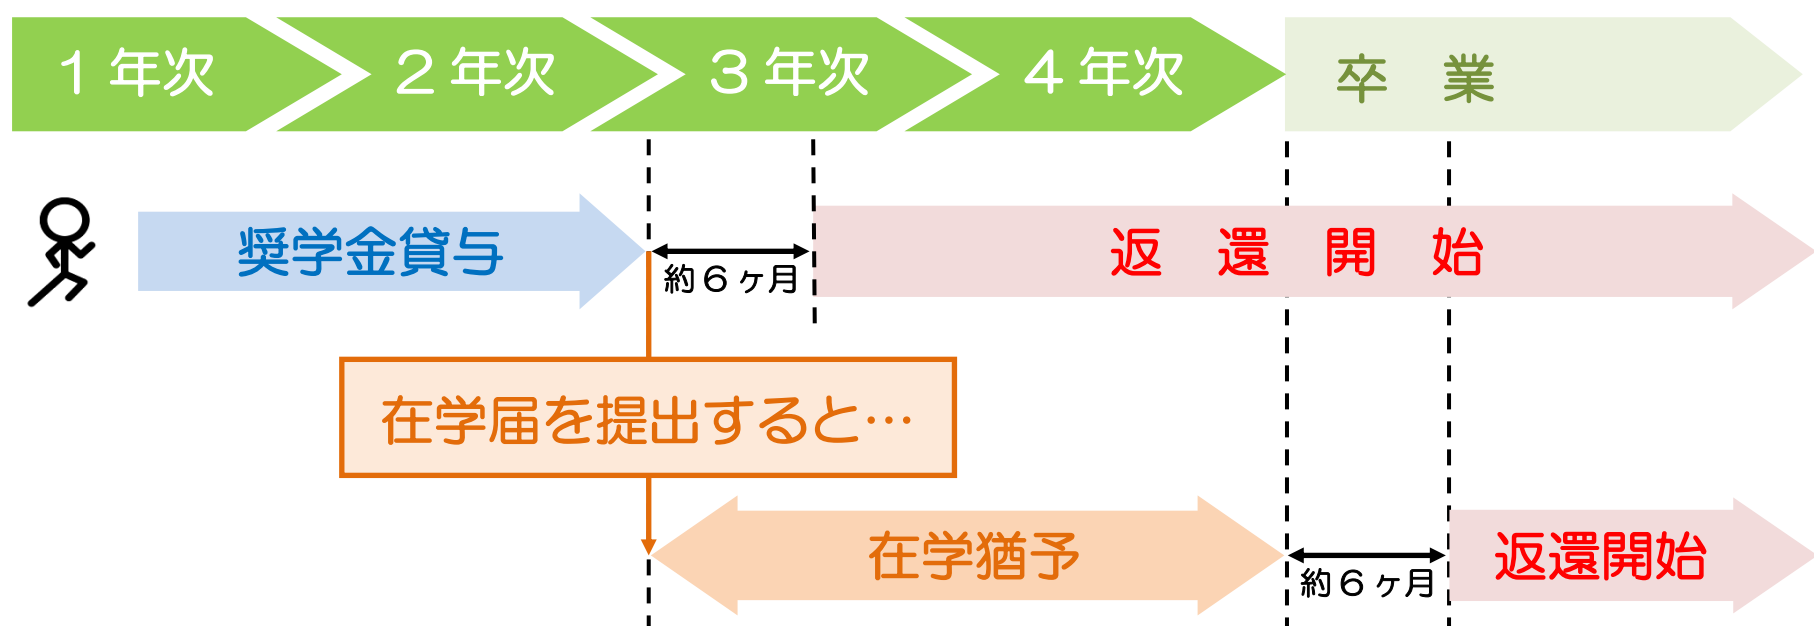 １年次 ２年次 ３年次 ４年次 卒　業
奨学金貸与 約６ヶ月 返　還　開　始
在学届を提出すると…
在学猶予 約６ヶ月 返還開始